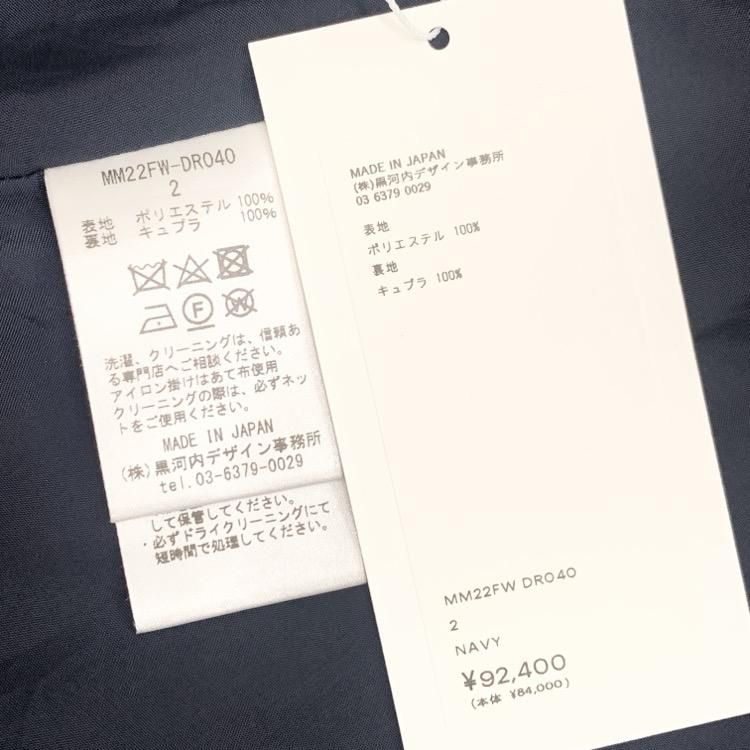 MM22FW-DR040
2
表地 ポリエステル 100%
裏地 キュプラ 100%
F
W
洗濯、クリーニングは、信頼あ
る専門店へご相談ください。
アイロン掛けはあて布使用
クリーニングの際は、必ずネッ
トをご使用ください。
MADE IN JAPAN
(株)黒河内デザイン事務所
tel.03-6379-0029
して保管してください。
・必ずドライクリーニングにて
短時間で処理してください。
MADE IN JAPAN
(株)黒河内デザイン事務所
03 6379 0029
表地
ポリエステル 100%
裏地
キュプラ 100%
MM22FW DR040
2
NAVY
¥92,400
(本体 ¥84,000)